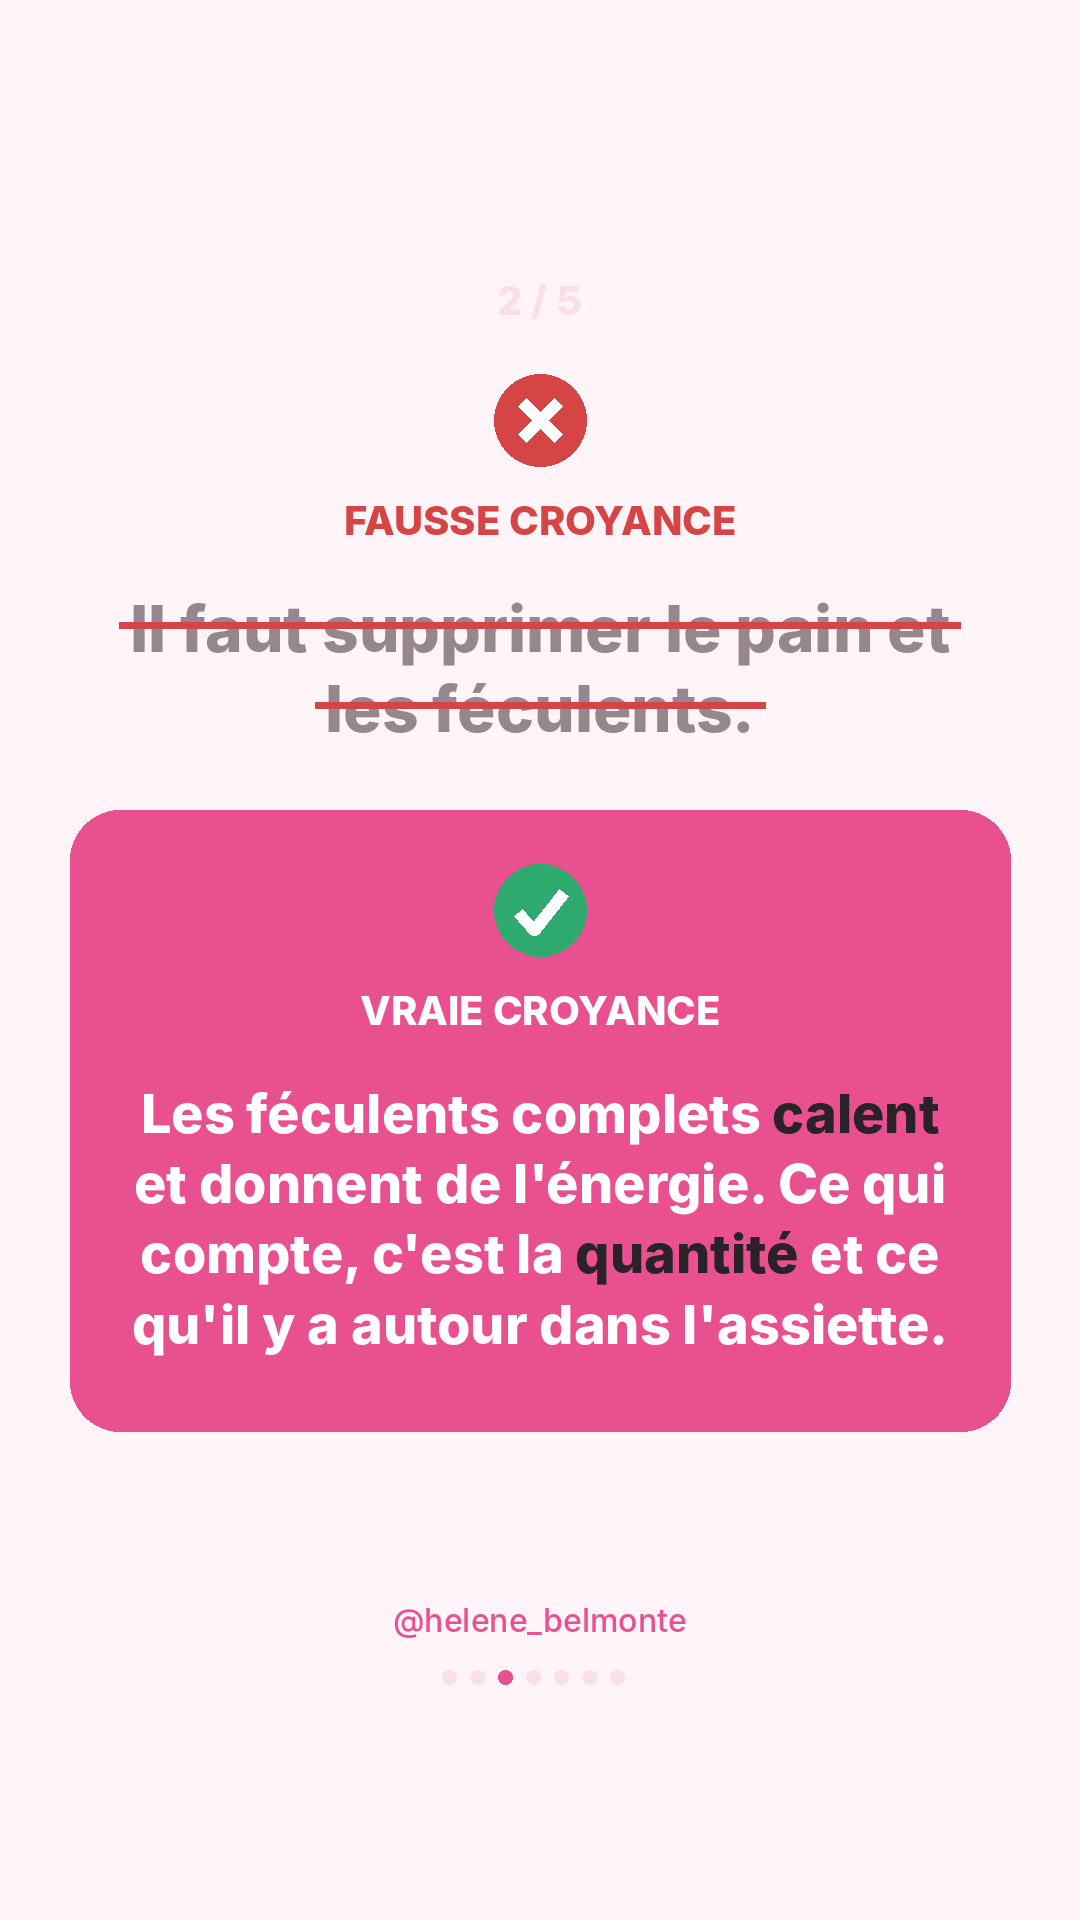 2 / 5
FAUSSE CROYANCE
Il faut supprimer le pain et
les féculents.
VRAIE CROYANCE
Les féculents complets calent
et donnent de l'énergie. Ce qui
compte, c'est la quantité et ce
qu'il y a autour dans l'assiette.
@helene_belmonte